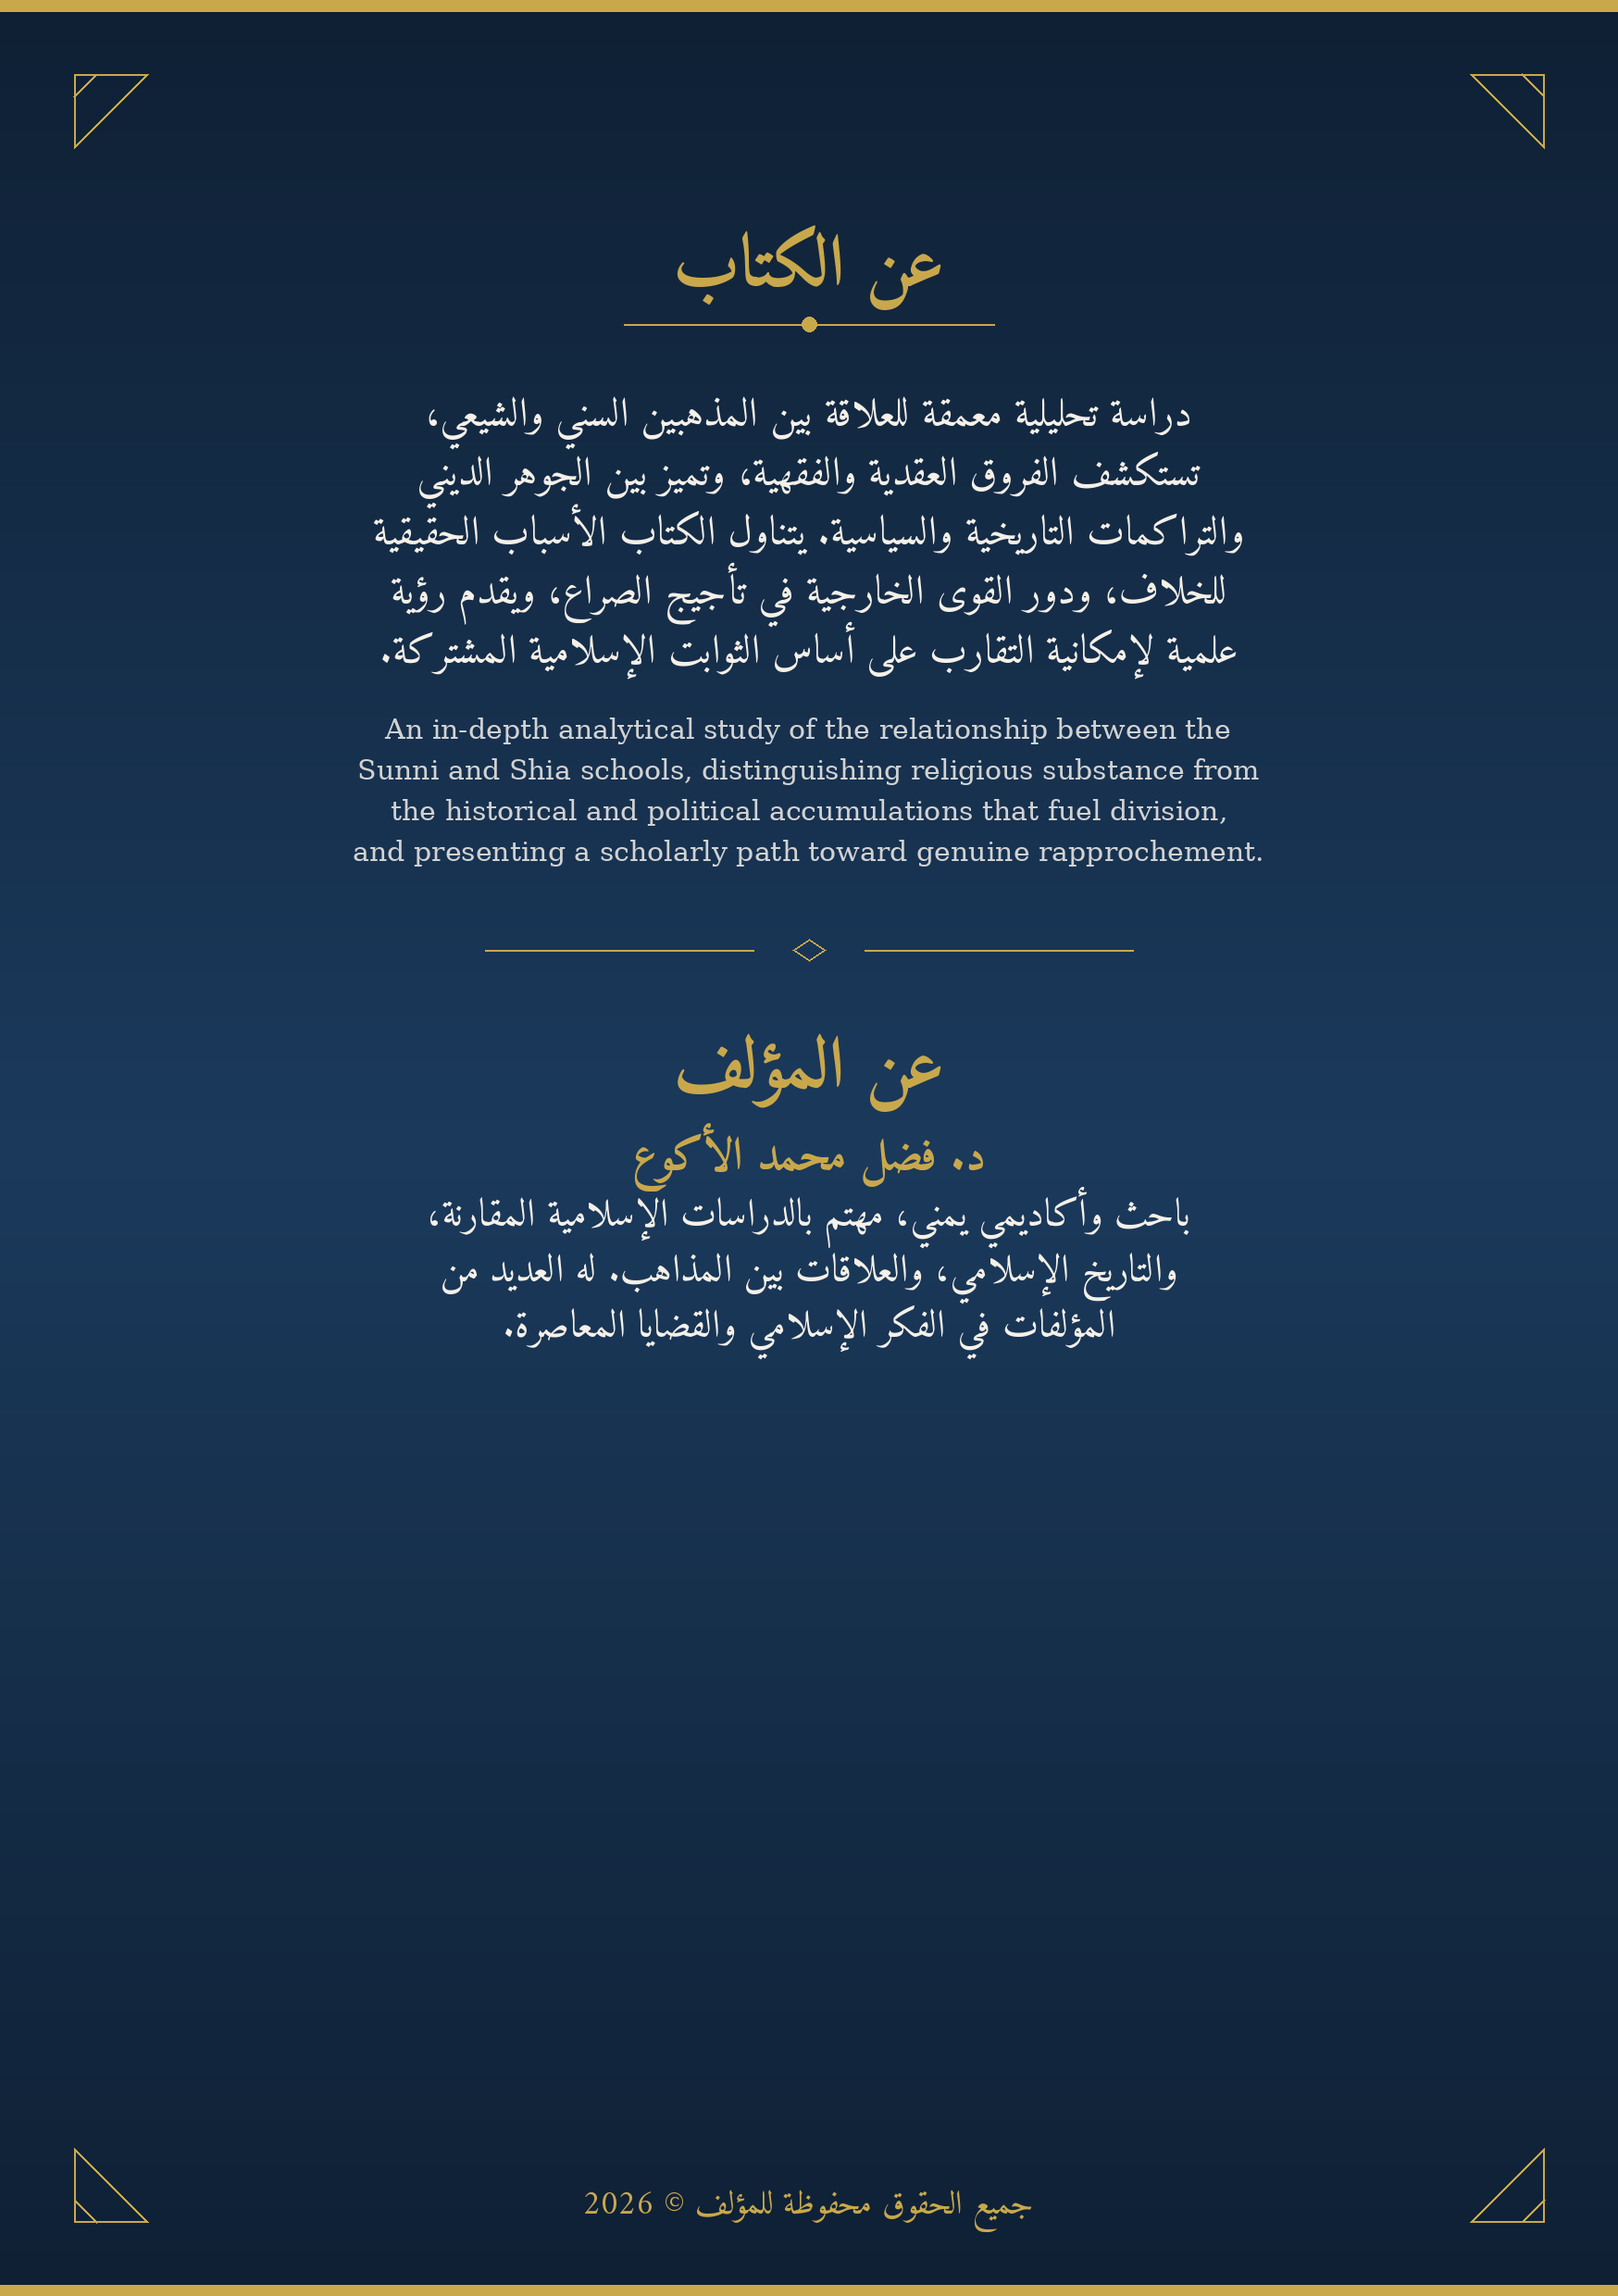 عن الكتاب
دراسة تحليلية معمقة للعلاقة بين المذهبين السني والشيعي،
تستكشف الفروق العقدية والفقهية، وتميز بين الجوهر الديني
والتراكمات التاريخية والسياسية. يتناول الكتاب الأسباب الحقيقية
للخلاف، ودور القوى الخارجية في تأجيج الصراع، ويقدم رؤية
علمية لإمكانية التقارب على أساس الثوابت الإسلامية المشتركة.
An in-depth analytical study of the relationship between the
Sunni and Shia schools, distinguishing religious substance from
the historical and political accumulations that fuel division,
and presenting a scholarly path toward genuine rapprochement.
عن المؤلف
د. فضل محمد الأكوع
باحث وأكاديمي يمني، مهتم بالدراسات الإسلامية المقارنة،
والتاريخ الإسلامي، والعلاقات بين المذاهب. له العديد من
المؤلفات في الفكر الإسلامي والقضايا المعاصرة.
جميع الحقوق محفوظة للمؤلف © 2026